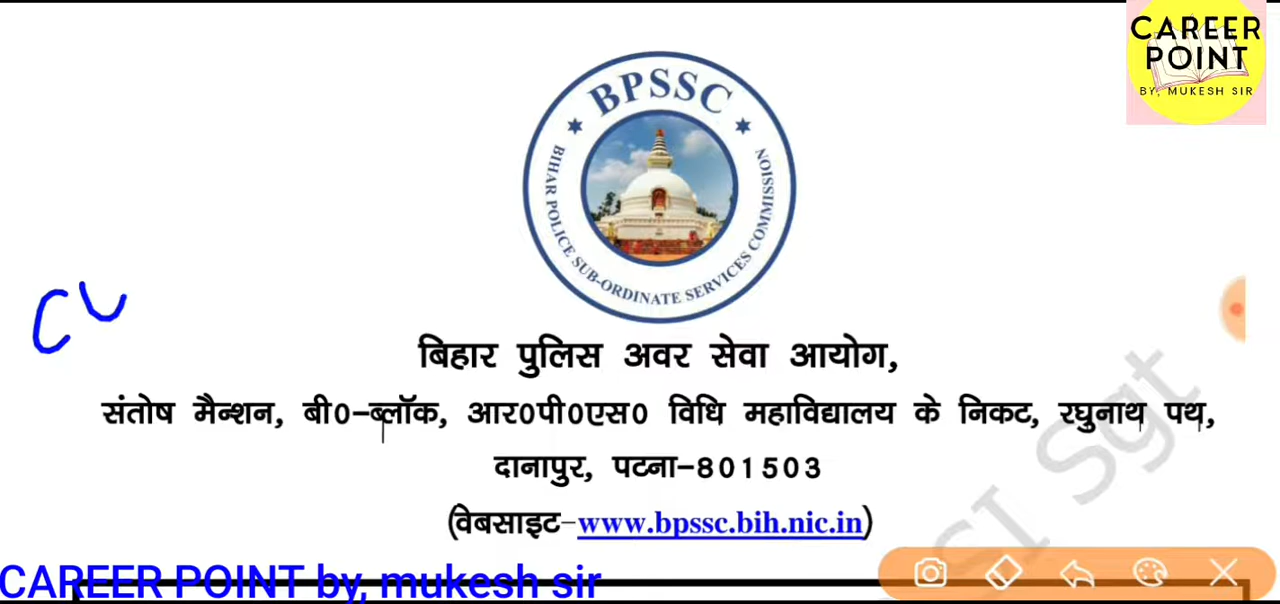 CAREER
POINT
BY, MUKESH SIR
BPSSC
BIHAR POLICE SUB-ORDINATE SERVICES COMMISSION
बिहार पुलिस अवर सेवा आयोग,
संतोष मैन्शन, बी0-ब्लॉक, आर0पी0एस0 विधि महाविद्यालय के निकट, रघुनाथ पथ,
दानापुर, पटना-801503
(वेबसाइट-www.bpssc.bih.nic.in)
SI Sgt
CAREER POINT by, mukesh sir